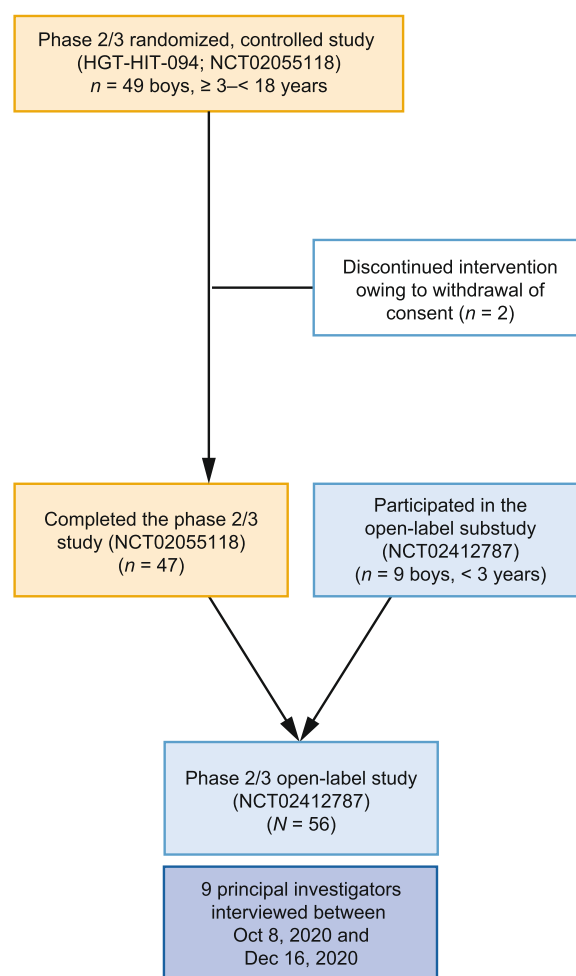 Phase 2/3 randomized, controlled study
(HGT-HIT-094; NCT02055118)
n = 49 boys, ≥ 3–< 18 years
Discontinued intervention
owing to withdrawal of
consent (n = 2)
Completed the phase 2/3
study (NCT02055118)
(n = 47)
Participated in the
open-label substudy
(NCT02412787)
(n = 9 boys, < 3 years)
Phase 2/3 open-label study
(NCT02412787)
(N = 56)
9 principal investigators
interviewed between
Oct 8, 2020 and
Dec 16, 2020